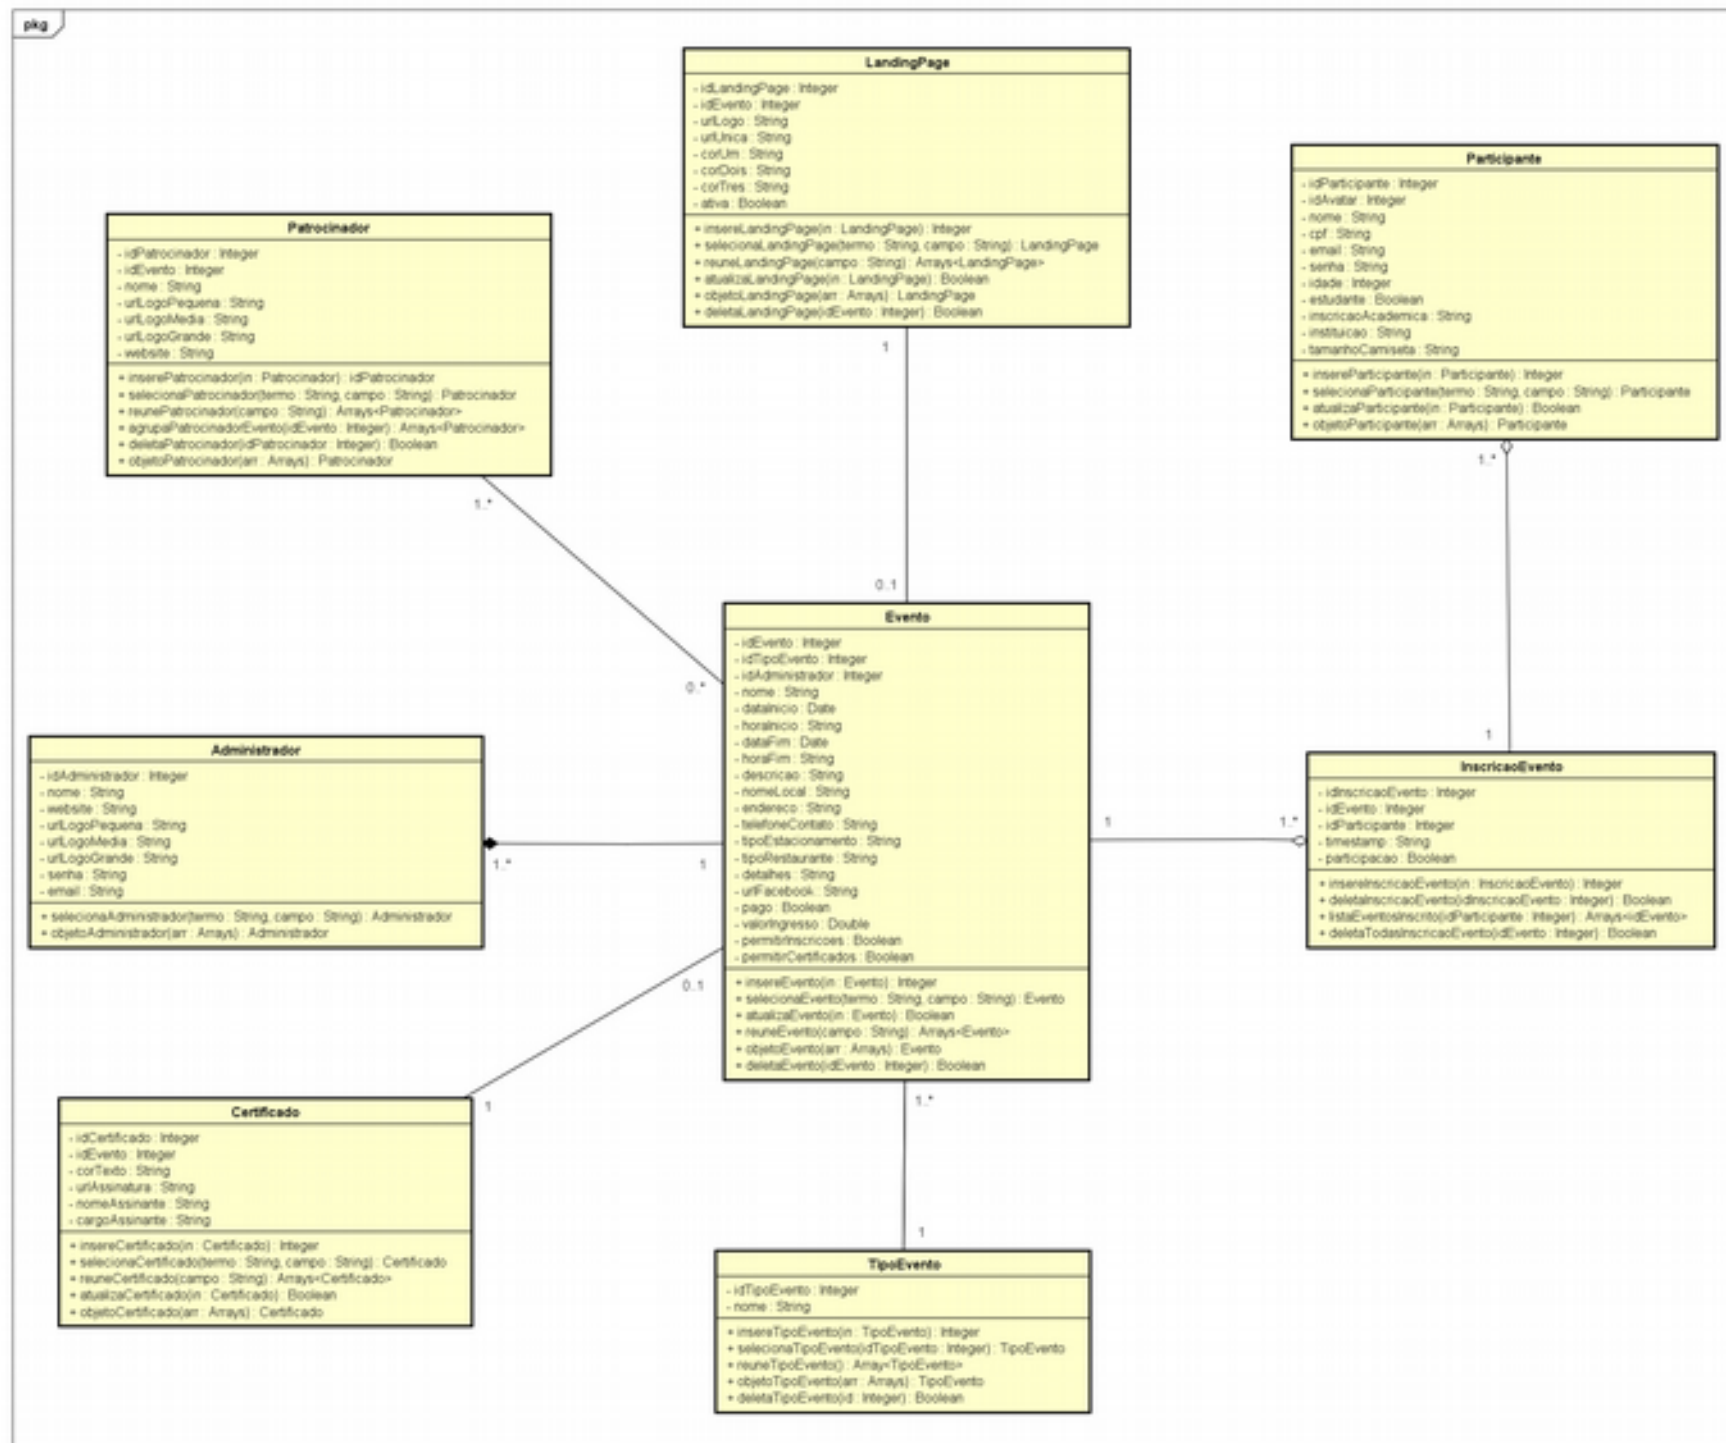 pkg
LandingPage
- idLandingPage : Integer
- idEvento : Integer
- urlLogo : String
- urlUnica : String
- corUm : String
- corDois : String
- corTres : String
- ativa : Boolean
+ insereLandingPage(in : LandingPage) : Integer
+ selecionaLandingPage(termo : String, campo : String) : LandingPage
+ reuneLandingPage(campo : String) : Arrays<LandingPage>
+ atualizaLandingPage(in : LandingPage) : Boolean
+ objetoLandingPage(arr : Arrays) : LandingPage
+ deletaLandingPage(idEvento : Integer) : Boolean
1
0..1
Participante
- idParticipante : Integer
- idAvatar : Integer
- nome : String
- cpf : String
- email : String
- senha : String
- idade : Integer
- estudante : Boolean
- inscricaoAcademica : String
- instituicao : String
- tamanhoCamiseta : String
+ insereParticipante(in : Participante) : Integer
+ selecionaParticipante(termo : String, campo : String) : Participante
+ atualizaParticipante(in : Participante) : Boolean
+ objetoParticipante(arr : Arrays) : Participante
1..*
1
Patrocinador
- idPatrocinador : Integer
- idEvento : Integer
- nome : String
- urlLogoPequena : String
- urlLogoMedia : String
- urlLogoGrande : String
- website : String
+ inserePatrocinador(in : Patrocinador) : idPatrocinador
+ selecionaPatrocinador(termo : String, campo : String) : Patrocinador
+ reunePatrocinador(campo : String) : Arrays<Patrocinador>
+ agrupaPatrocinadorEvento(idEvento : Integer) : Arrays<Patrocinador>
+ deletaPatrocinador(idPatrocinador : Integer) : Boolean
+ objetoPatrocinador(arr : Arrays) : Patrocinador
1..*
0..*
Evento
- idEvento : Integer
- idTipoEvento : Integer
- idAdministrador : Integer
- nome : String
- dataInicio : Date
- horaInicio : String
- dataFim : Date
- horaFim : String
- descricao : String
- nomeLocal : String
- endereco : String
- telefoneContato : String
- tipoEstacionamento : String
- tipoRestaurante : String
- detalhes : String
- urlFacebook : String
- pago : Boolean
- valorIngresso : Double
- permitirInscricoes : Boolean
- permitirCertificados : Boolean
+ insereEvento(in : Evento) : Integer
+ selecionaEvento(termo : String, campo : String) : Evento
+ atualizaEvento(in : Evento) : Boolean
+ reuneEvento(campo : String) : Arrays<Evento>
+ objetoEvento(arr : Arrays) : Evento
+ deletaEvento(idEvento : Integer) : Boolean
Administrador
- idAdministrador : Integer
- nome : String
- website : String
- urlLogoPequena : String
- urlLogoMedia : String
- urlLogoGrande : String
- senha : String
- email : String
+ selecionaAdministrador(termo : String, campo : String) : Administrador
+ objetoAdministrador(arr : Arrays) : Administrador
1..*
1
1
1..*
InscricaoEvento
- idInscricaoEvento : Integer
- idEvento : Integer
- idParticipante : Integer
- timestamp : String
- participacao : Boolean
+ insereInscricaoEvento(in : InscricaoEvento) : Integer
+ deletaInscricaoEvento(idInscricaoEvento : Integer) : Boolean
+ listaEventosInscrito(idParticipante : Integer) : Arrays<idEvento>
+ deletaTodasInscricaoEvento(idEvento : Integer) : Boolean
0..1
1
Certificado
- idCertificado : Integer
- idEvento : Integer
- corTexto : String
- urlAssinatura : String
- nomeAssinante : String
- cargoAssinante : String
+ insereCertificado(in : Certificado) : Integer
+ selecionaCertificado(termo : String, campo : String) : Certificado
+ reuneCertificado(campo : String) : Arrays<Certificado>
+ atualizaCertificado(in : Certificado) : Boolean
+ objetoCertificado(arr : Arrays) : Certificado
1..*
1
TipoEvento
- idTipoEvento : Integer
- nome : String
+ insereTipoEvento(in : TipoEvento) : Integer
+ selecionaTipoEvento(idTipoEvento : Integer) : TipoEvento
+ reuneTipoEvento() : Array<TipoEvento>
+ objetoTipoEvento(arr : Arrays) : TipoEvento
+ deletaTipoEvento(id : Integer) : Boolean